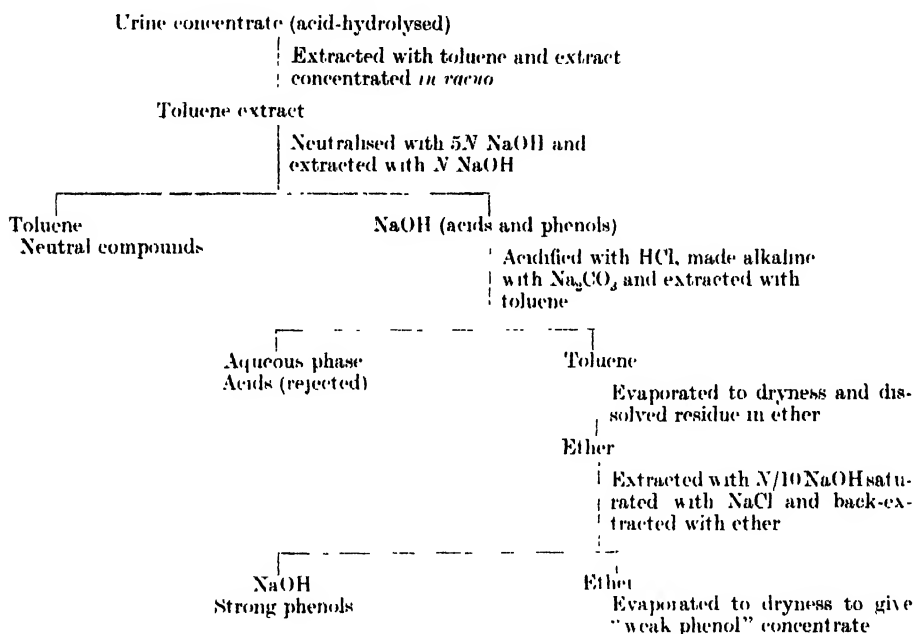 Urine concentrate (acid-hydrolysed)
Extracted with toluene and extract
concentrated in vacuo
Toluene extract
Neutralised with 5N NaOH and
extracted with N NaOH
Toluene
Neutral compounds
NaOH (acids and phenols)
Acidified with HCl, made alkaline
with Na₂CO₃ and extracted with
toluene
Aqueous phase
Acids (rejected)
Toluene
Evaporated to dryness and dis-
solved residue in ether
Ether
Extracted with N/10 NaOH satu-
rated with NaCl and back-ex-
tracted with ether
NaOH
Strong phenols
Ether
Evaporated to dryness to give
"weak phenol" concentrate